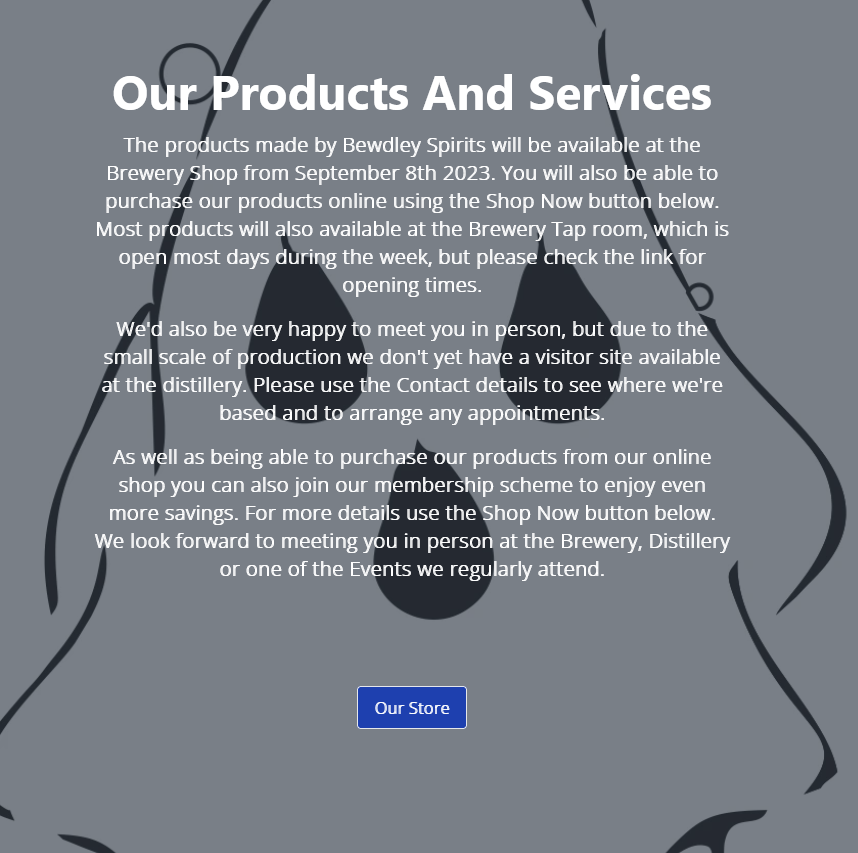 Our Products And Services
The products made by Bewdley Spirits will be available at the
Brewery Shop from September 8th 2023. You will also be able to
purchase our products online using the Shop Now button below.
Most products will also available at the Brewery Tap room, which is
open most days during the week, but please check the link for
opening times.
We'd also be very happy to meet you in person, but due to the
small scale of production we don't yet have a visitor site available
at the distillery. Please use the Contact details to see where we're
based and to arrange any appointments.
As well as being able to purchase our products from our online
shop you can also join our membership scheme to enjoy even
more savings. For more details use the Shop Now button below.
We look forward to meeting you in person at the Brewery, Distillery
or one of the Events we regularly attend.
Our Store